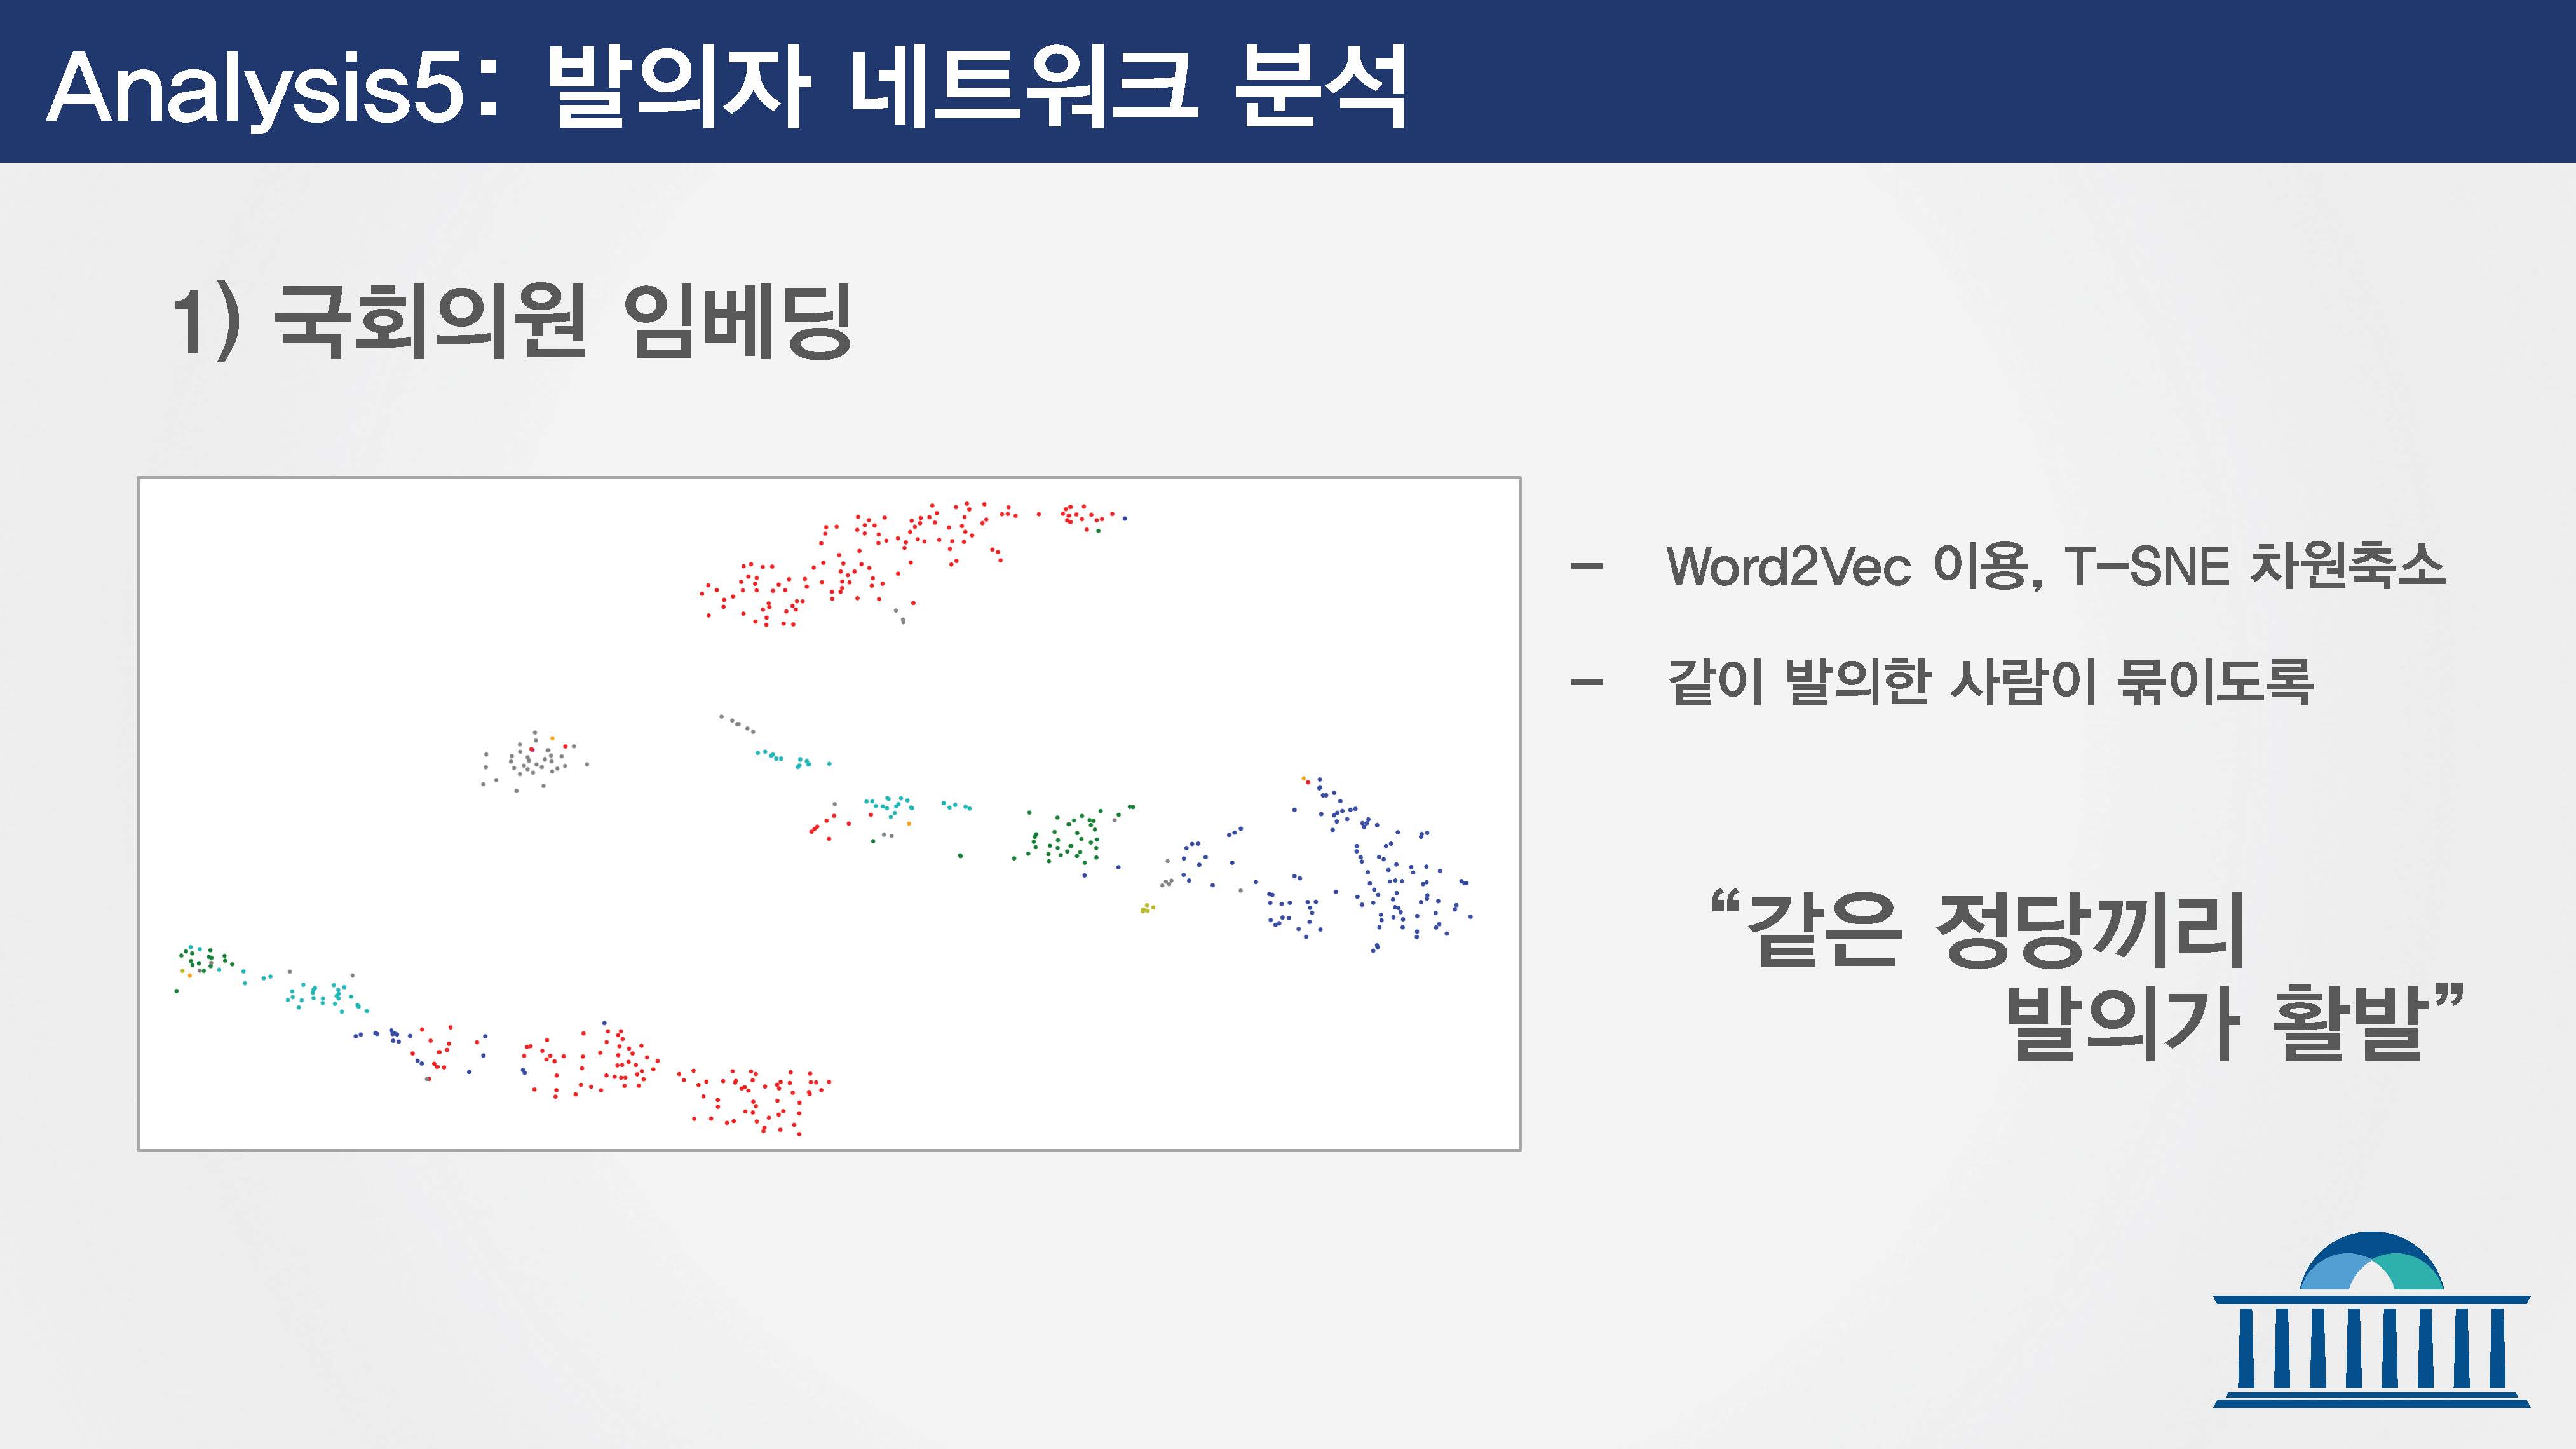 Analysis5: 발의자 네트워크 분석
1) 국회의원 임베딩
- Word2Vec 이용, T-SNE 차원축소
- 같이 발의한 사람이 묶이도록
“같은 정당끼리
발의가 활발”